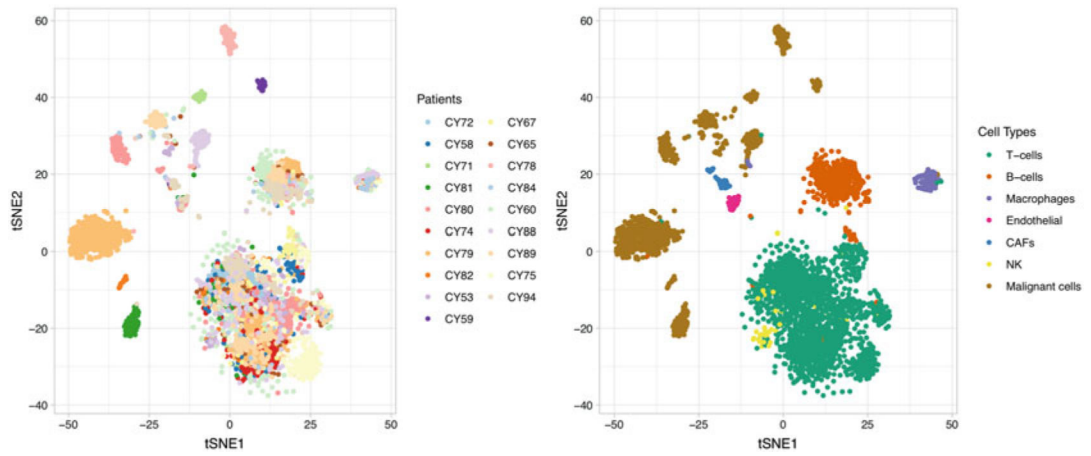 60
40
20
0
−20
−40
tSNE2
−50
−25
0
25
50
tSNE1
Patients
CY72 CY67
CY58 CY65
CY71 CY78
CY81 CY84
CY80 CY60
CY74 CY88
CY79 CY89
CY82 CY75
CY53 CY94
CY59
60
40
20
0
−20
−40
tSNE2
−50
−25
0
25
50
tSNE1
Cell Types
T−cells
B−cells
Macrophages
Endothelial
CAFs
NK
Malignant cells